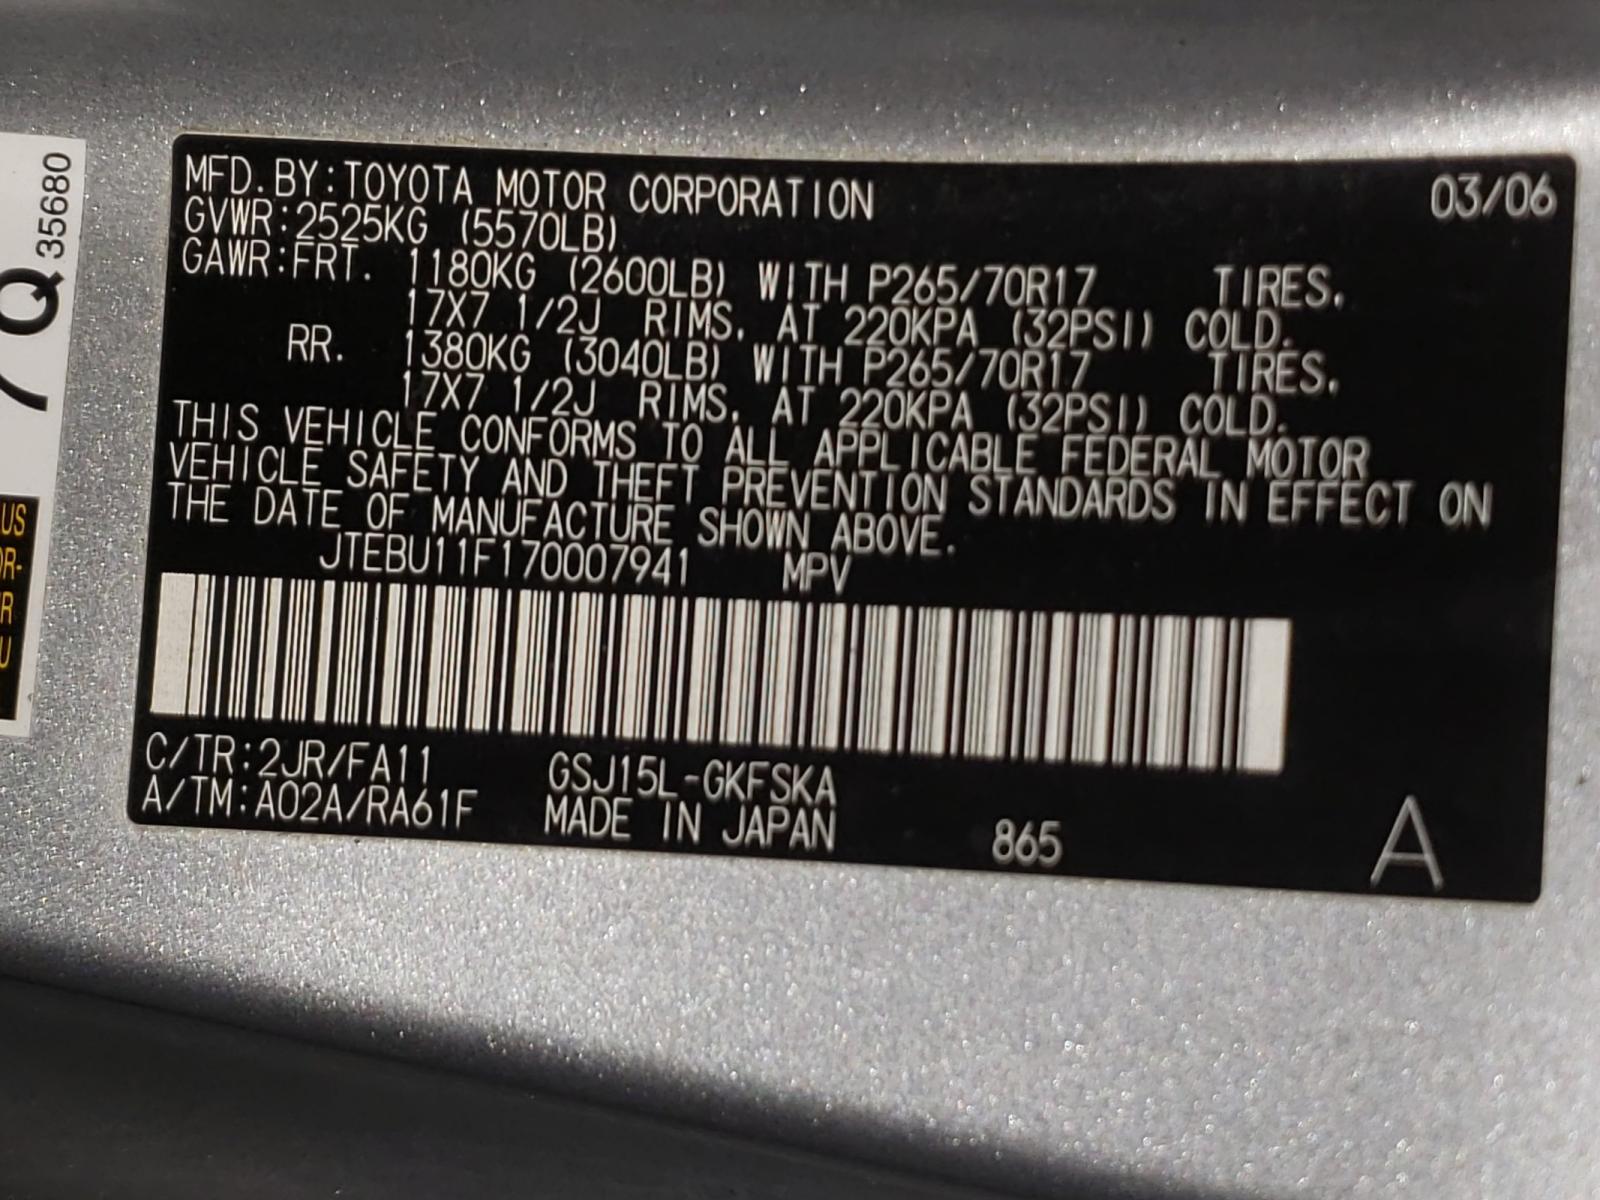 MFD. BY:TOYOTA MOTOR CORPORATION 03/06
GVWR:2525KG (5570LB)
GAWR:FRT. 1180KG (2600LB) WITH P265/70R17 TIRES,
17X7 1/2J RIMS, AT 220KPA (32PSI) COLD.
RR. 1380KG (3040LB) WITH P265/70R17 TIRES,
17X7 1/2J RIMS, AT 220KPA (32PSI) COLD.
THIS VEHICLE CONFORMS TO ALL APPLICABLE FEDERAL MOTOR
VEHICLE SAFETY AND THEFT PREVENTION STANDARDS IN EFFECT ON
THE DATE OF MANUFACTURE SHOWN ABOVE.
JTEBU11F170007941 MPV
C/TR:2JR/FA11 GSJ15L-GKFSKA
A/TM:A02A/RA61F MADE IN JAPAN 865 A
Q 35680